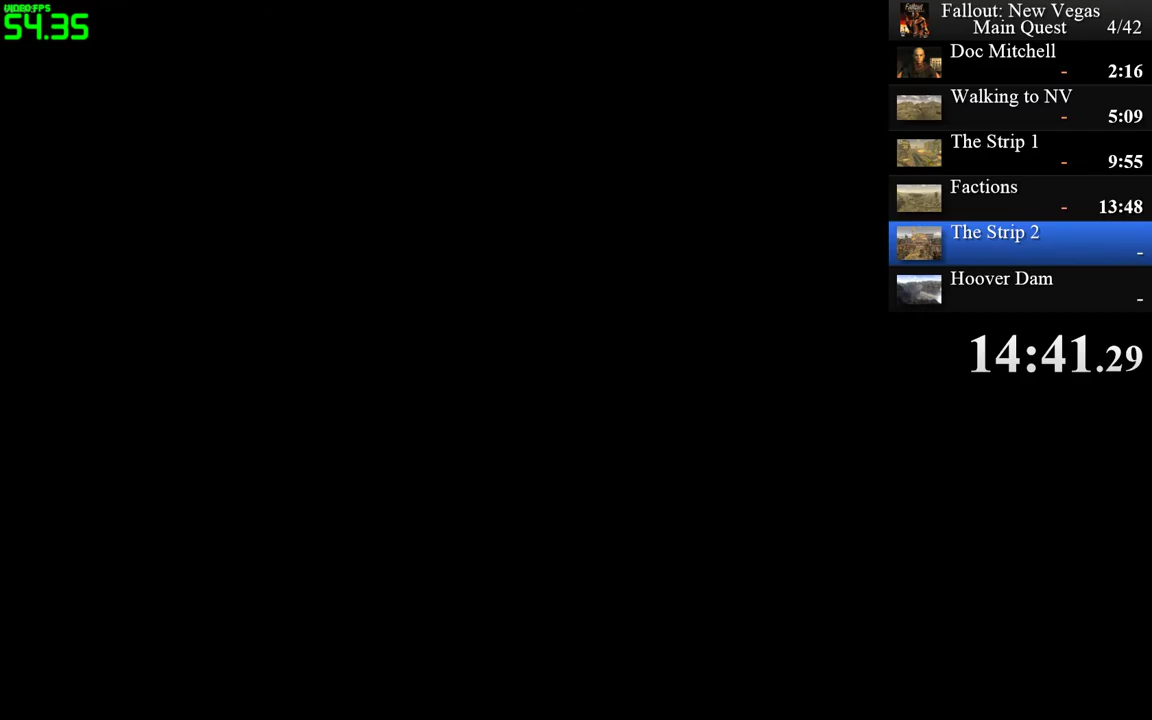 VIDEO:FPS
54.35
Fallout: New Vegas
Main Quest 4/42
Doc Mitchell
- 2:16
Walking to NV
- 5:09
The Strip 1
- 9:55
Factions
- 13:48
The Strip 2
-
Hoover Dam
-
14:41.29